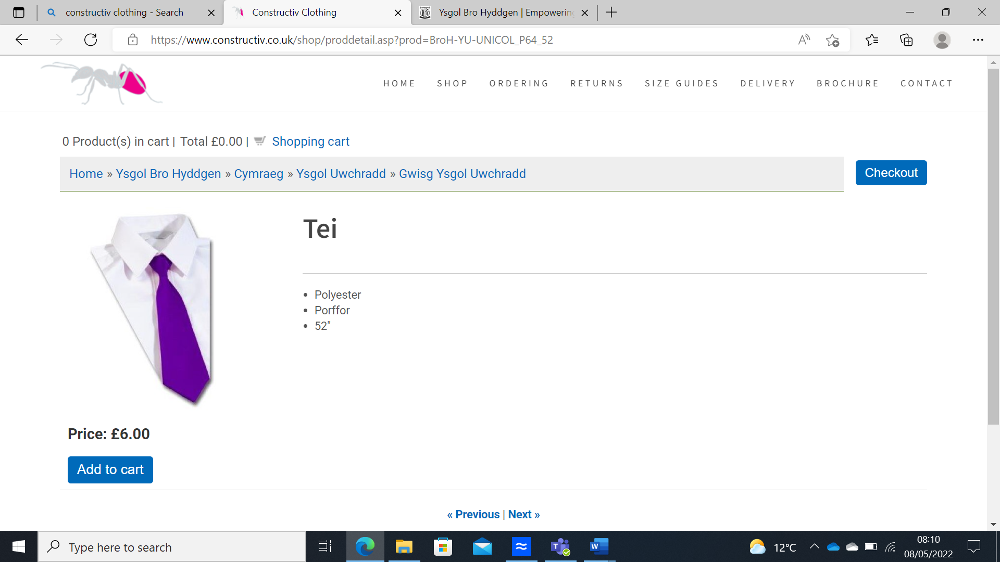 constructiv clothing - Search
Constructiv Clothing
Ysgol Bro Hyddgen | Empowering
https://www.constructiv.co.uk/shop/proddetail.asp?prod=BroH-YU-UNICOL_P64_52
HOME SHOP ORDERING RETURNS SIZE GUIDES DELIVERY BROCHURE CONTACT
0 Product(s) in cart | Total £0.00 | Shopping cart
Home » Ysgol Bro Hyddgen » Cymraeg » Ysgol Uwchradd » Gwisg Ysgol Uwchradd
Checkout
Tei
• Polyester
• Porffor
• 52"
Price: £6.00
Add to cart
« Previous | Next »
Type here to search
12°C
08:10
08/05/2022